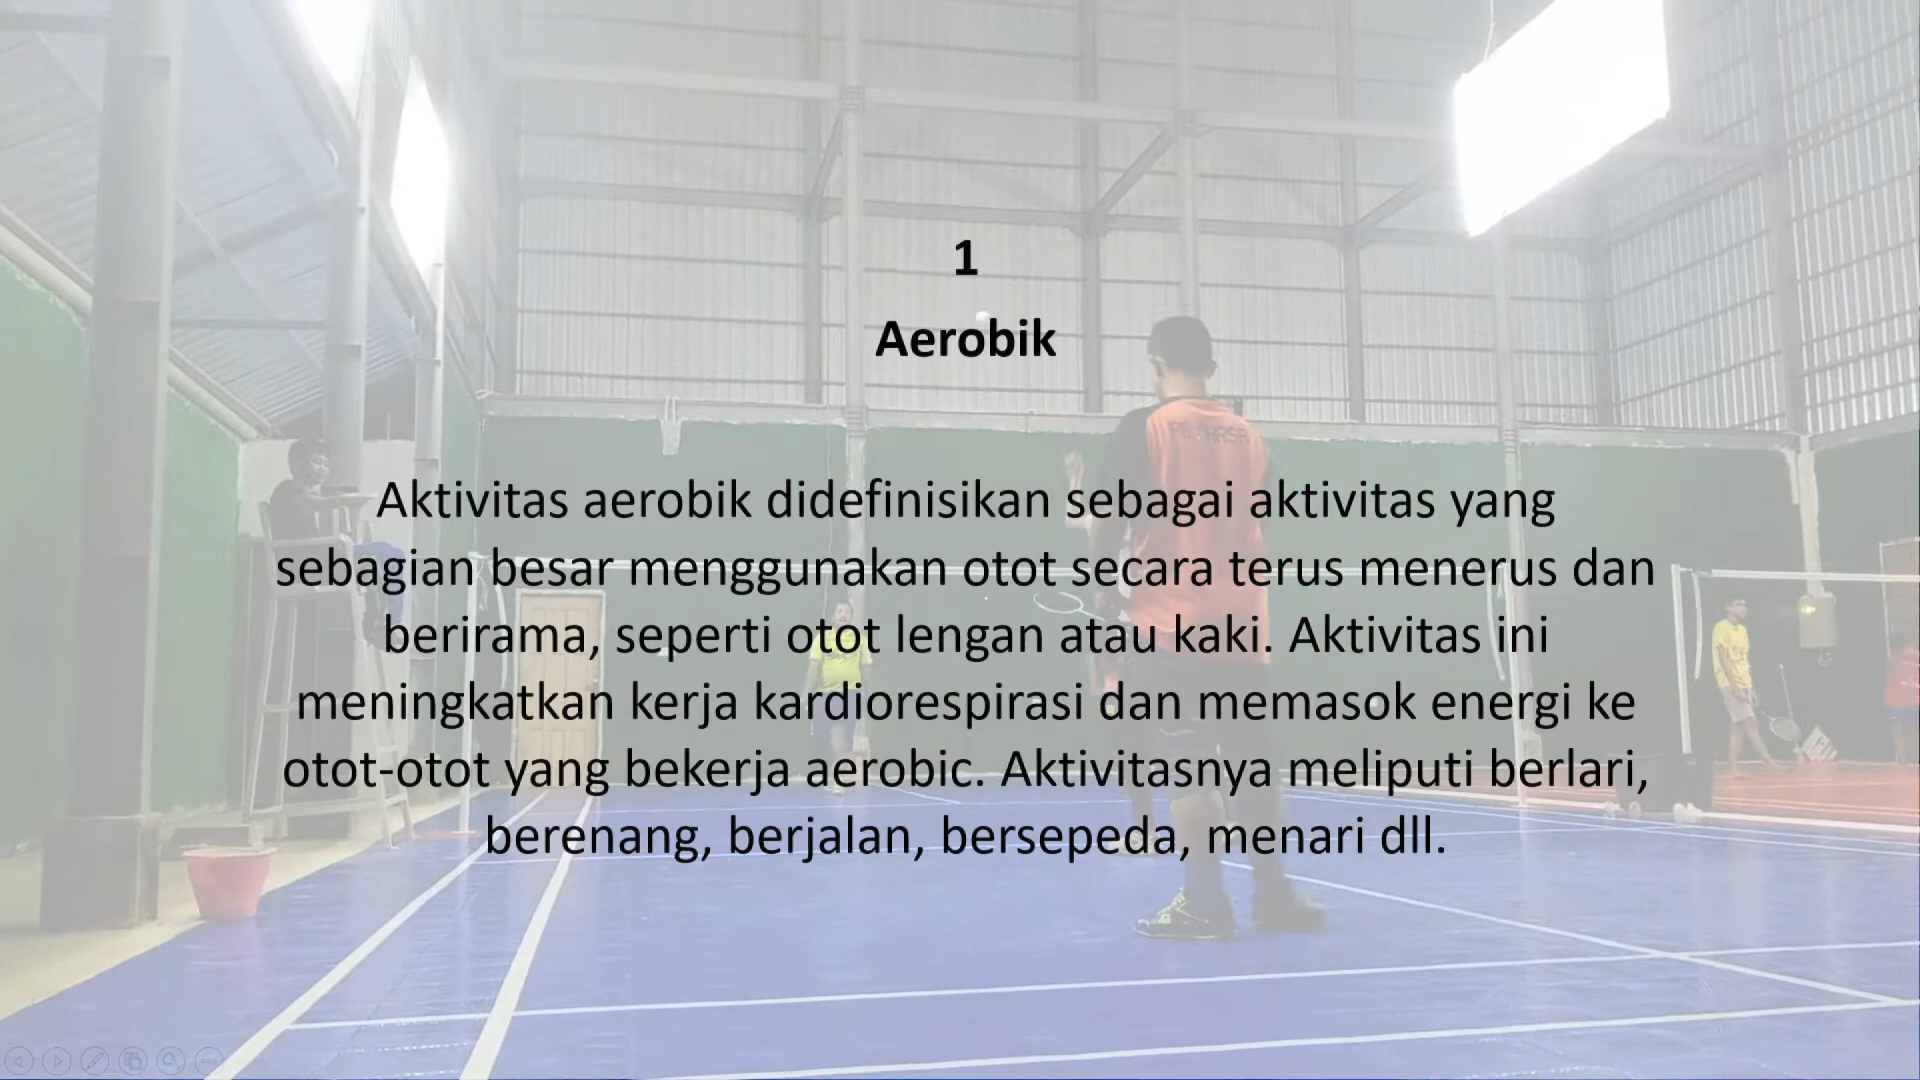 1
Aerobik
Aktivitas aerobik didefinisikan sebagai aktivitas yang
sebagian besar menggunakan otot secara terus menerus dan
berirama, seperti otot lengan atau kaki. Aktivitas ini
meningkatkan kerja kardiorespirasi dan memasok energi ke
otot-otot yang bekerja aerobic. Aktivitasnya meliputi berlari,
berenang, berjalan, bersepeda, menari dll.